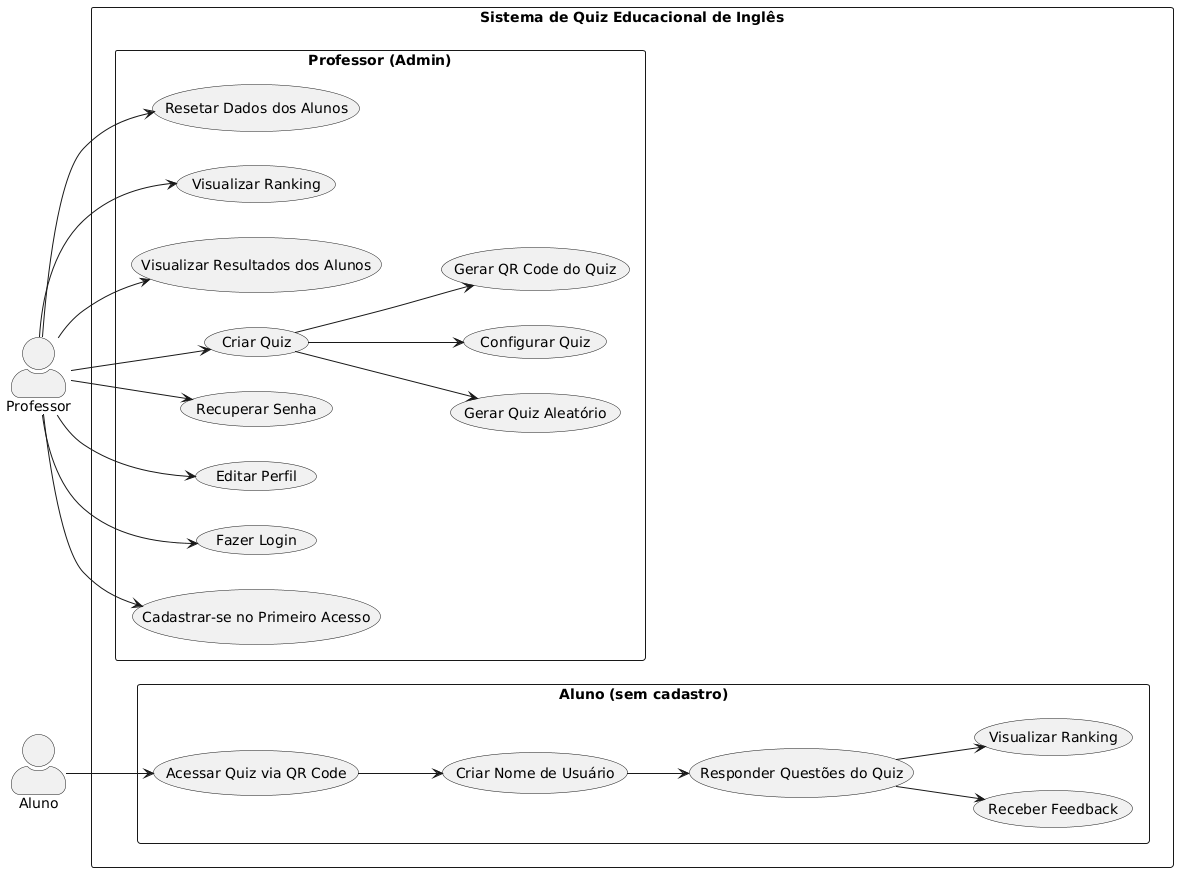 Sistema de Quiz Educacional de Inglês
Professor (Admin)
Resetar Dados dos Alunos
Visualizar Ranking
Visualizar Resultados dos Alunos
Gerar QR Code do Quiz
Criar Quiz
Configurar Quiz
Professor
Recuperar Senha
Gerar Quiz Aleatório
Editar Perfil
Fazer Login
Cadastrar-se no Primeiro Acesso
Aluno (sem cadastro)
Visualizar Ranking
Acessar Quiz via QR Code
Criar Nome de Usuário
Responder Questões do Quiz
Receber Feedback
Aluno